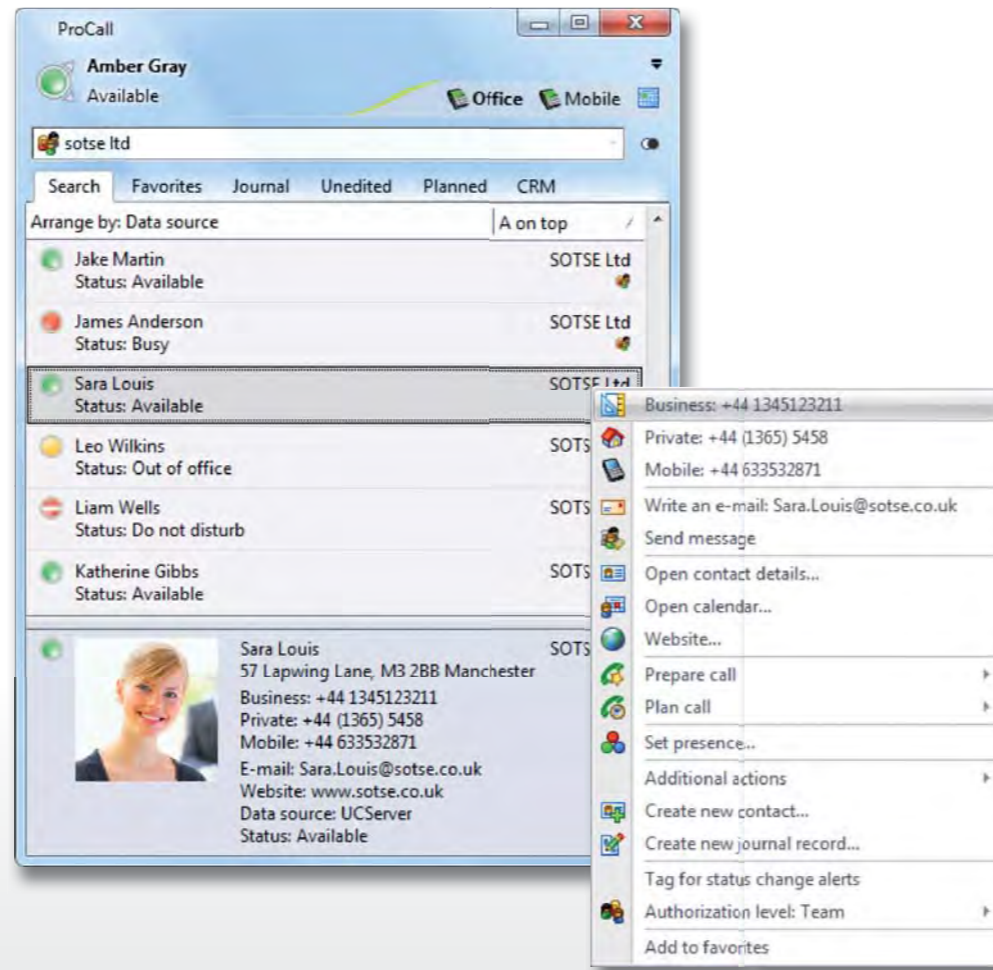 ProCall
Amber Gray
Available
Office Mobile
sotse ltd
Search Favorites Journal Unedited Planned CRM
Arrange by: Data source A on top
Jake Martin SOTSE Ltd
Status: Available
James Anderson SOTSE Ltd
Status: Busy
Sara Louis SOTSE Ltd
Status: Available
Leo Wilkins SOTS
Status: Out of office
Liam Wells SOTS
Status: Do not disturb
Katherine Gibbs SOTS
Status: Available
Sara Louis SOTS
57 Lapwing Lane, M3 2BB Manchester
Business: +44 1345123211
Private: +44 (1365) 5458
Mobile: +44 633532871
E-mail: Sara.Louis@sotse.co.uk
Website: www.sotse.co.uk
Data source: UCServer
Status: Available
Business: +44 1345123211
Private: +44 (1365) 5458
Mobile: +44 633532871
Write an e-mail: Sara.Louis@sotse.co.uk
Send message
Open contact details...
Open calendar...
Website...
Prepare call
Plan call
Set presence...
Additional actions
Create new contact...
Create new journal record...
Tag for status change alerts
Authorization level: Team
Add to favorites